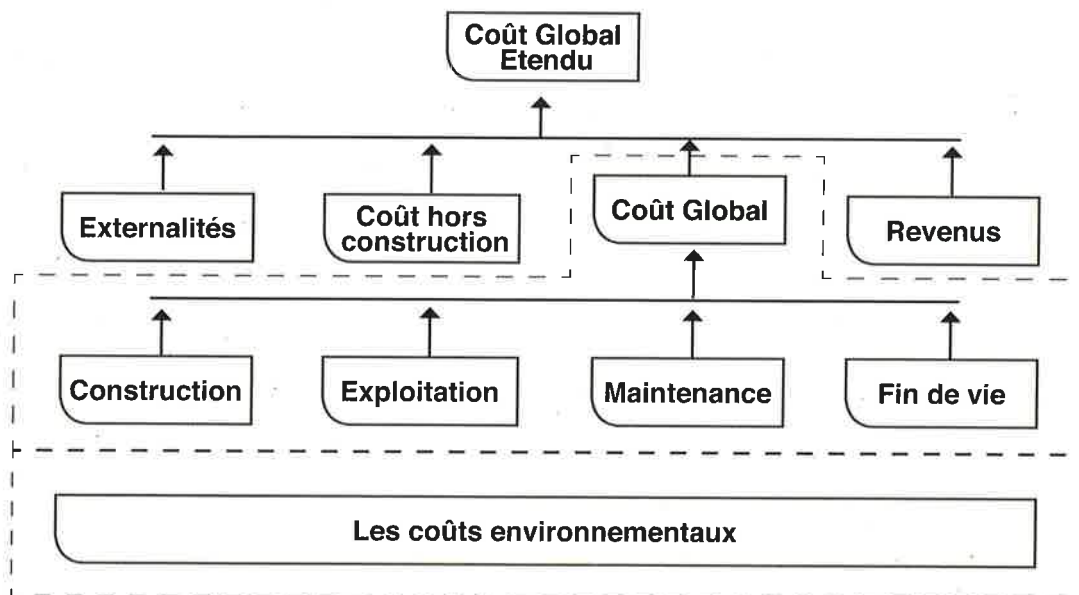 Coût Global
Etendu
Externalités
Coût hors
construction
Coût Global
Revenus
Construction
Exploitation
Maintenance
Fin de vie
Les coûts environnementaux